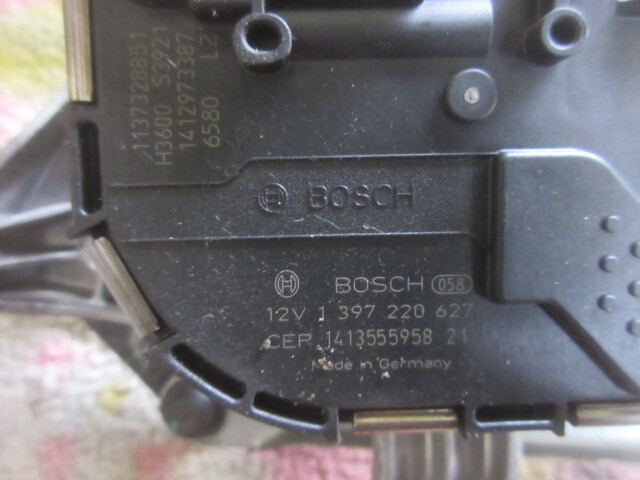 1137328851
H3600 S3921
1412973387
6580 L2
BOSCH
BOSCH 058
12V 1 397 220 627
CEP 1413555958 21
Made in Germany